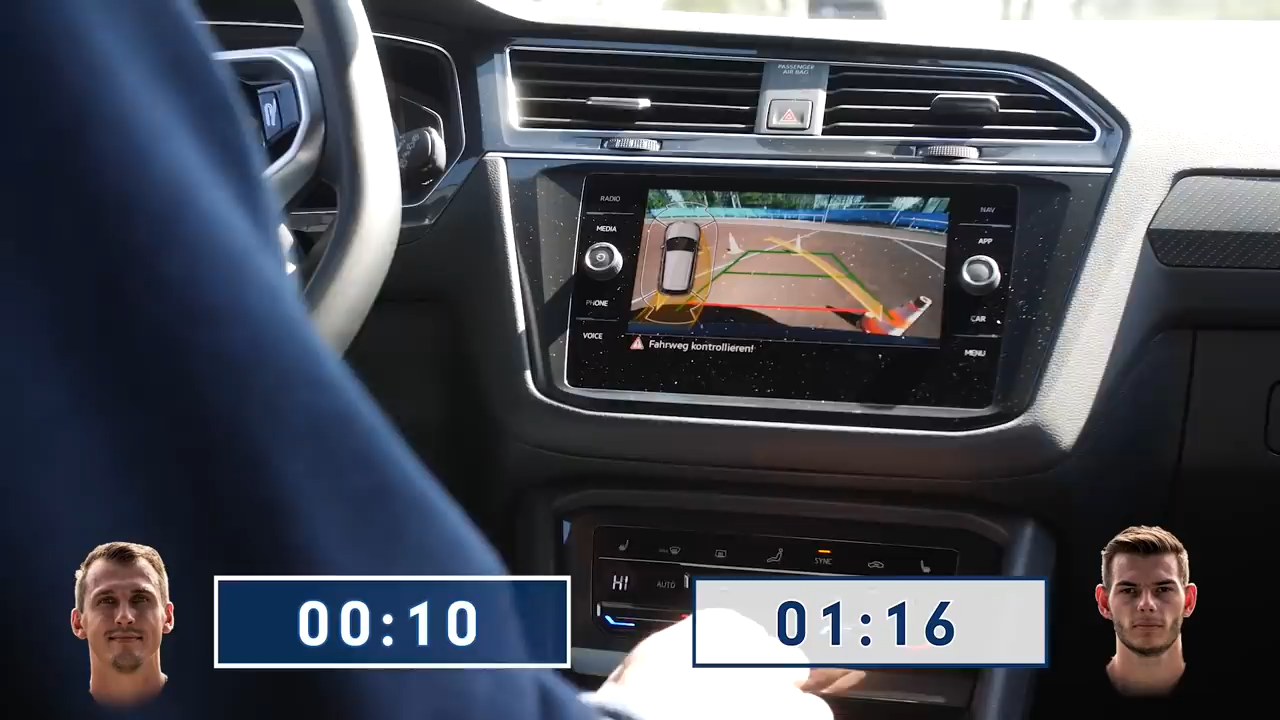 PASSENGER
AIR BAG
RADIO
NAV
MEDIA
APP
PHONE
CAR
VOICE
MENU
Fahrweg kontrollieren!
SYNC
HI
AUTO
00:10
01:16